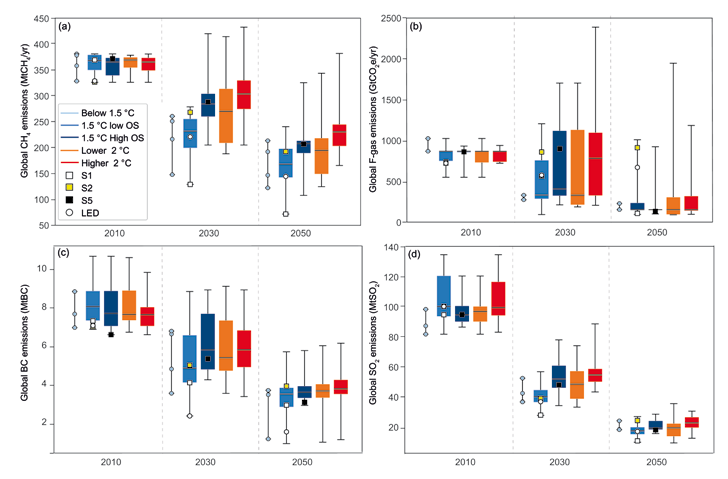 (a)
Global CH4 emissions (MtCH4/yr)
450
400
350
300
250
200
150
100
50
Below 1.5 °C
1.5 °C low OS
1.5 °C High OS
Lower 2 °C
Higher 2 °C
S1
S2
S5
LED
2010
2030
2050
(b)
Global F-gas emissions (GtCO2e/yr)
2500
2000
1500
1000
500
0
2010
2030
2050
(c)
Global BC emissions (MtBC)
10
8
6
4
2
2010
2030
2050
(d)
Global SO2 emissions (MtSO2)
140
120
100
80
60
40
20
2010
2030
2050